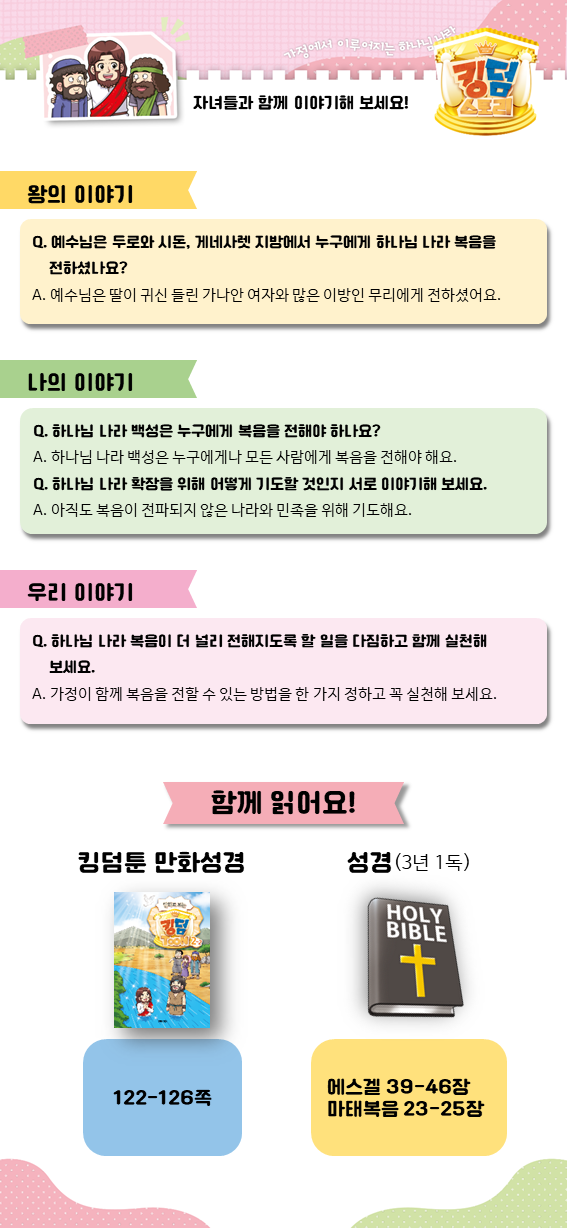 가정에서 이루어지는 하나님나라
킹덤
스토리
자녀들과 함께 이야기해 보세요!
왕의 이야기
Q. 예수님은 두로와 시돈, 게네사렛 지방에서 누구에게 하나님 나라 복음을
전하셨나요?
A. 예수님은 딸이 귀신 들린 가나안 여자와 많은 이방인 무리에게 전하셨어요.
나의 이야기
Q. 하나님 나라 백성은 누구에게 복음을 전해야 하나요?
A. 하나님 나라 백성은 누구에게나 모든 사람에게 복음을 전해야 해요.
Q. 하나님 나라 확장을 위해 어떻게 기도할 것인지 서로 이야기해 보세요.
A. 아직도 복음이 전파되지 않은 나라와 민족을 위해 기도해요.
우리 이야기
Q. 하나님 나라 복음이 더 널리 전해지도록 할 일을 다짐하고 함께 실천해
보세요.
A. 가정이 함께 복음을 전할 수 있는 방법을 한 가지 정하고 꼭 실천해 보세요.
함께 읽어요!
킹덤툰 만화성경
성경(3년 1독)
킹덤
HOLY
BIBLE
122-126쪽
에스겔 39-46장
마태복음 23-25장